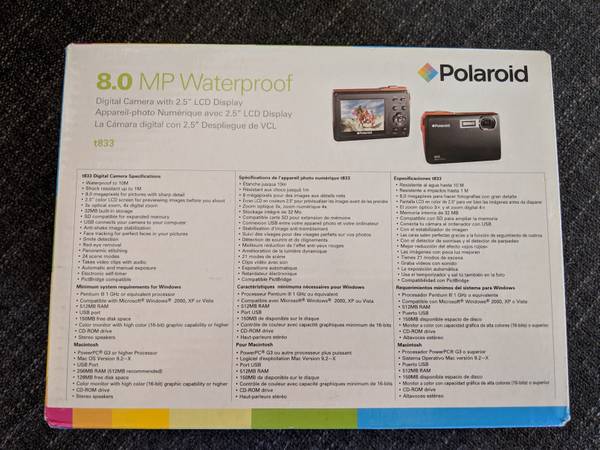 8.0 MP Waterproof
Digital Camera with 2.5" LCD Display
Appareil-photo Numérique avec 2.5" LCD Display
La Cámara digital con 2.5" Despliegue de VCL
t833
Polaroid
t833 Digital Camera Specifications
• Waterproof to 10M
• Shock resistant up to 1M
• 8.0 megapixels for pictures with sharp detail
• 2.5" color LCD screen for previewing images before you shoot
• 3x optical zoom, 4x digital zoom
• 32MB built-in storage
• SD compatible for expanded memory
• USB connects your camera to your computer
• Anti-shake image stabilisation
• Face tracking for perfect faces in your pictures
• Smile detection
• Red-eye removal
• Panoramic stitching
• 24 scene modes
• Takes video clips with audio
• Automatic and manual exposure
• Electronic self-timer
• PictBridge compatible
Minimum system requirements for Windows
• Pentium III 1 GHz or equivalent processor
• Compatible with Microsoft® Windows® 2000, XP or Vista
• 512MB RAM
• USB port
• 150MB free disk space
• Color monitor with high color (16-bit) graphic capability or higher
• CD-ROM drive
• Stereo speakers
Macintosh
• PowerPC® G3 or higher Processor
• Mac OS Version 9.2~X
• USB Port
• 256MB RAM (512MB recommended)
• 128MB free disk space
• Color monitor with high color (16-bit) graphic capability or higher
• CD-ROM drive
• Stereo speakers
Spécifications de l'appareil photo numérique t833
• Étanche jusqu'à 10m
• Résistant aux chocs jusqu'à 1m
• 8 mégapixels pour des images aux détails nets
• Écran LCD en couleurs 2.5" pour prévisualiser les images avant de les prendre
• Zoom optique 3x, zoom numérique 4x
• Stockage intégré de 32 Mo
• Compatible carte SD pour extension de mémoire
• Connexion USB entre votre appareil photo et votre ordinateur
• Stabilisation d'image anti-tremblement
• Suivi des visages pour des visages parfaits sur vos photos
• Détection de sourire et de clignements
• Meilleure réduction de l'effet anti yeux rouges
• Amélioration de la lumière dynamique
• 21 modes de scène
• Clips vidéo avec son
• Expositions automatique
• Retardateur électronique
• Compatible PictBridge
Caractéristiques minimums nécessaires pour Windows
• Processeur Pentium III 1 GHz ou équivalent
• Compatible avec Microsoft® Windows® 2000, XP ou Vista
• 512MB RAM
• Port USB
• 150MB de disponible sur le disque
• Contrôle de couleur avec capacité graphique minimum de 16-bits
• CD-ROM drive
• Haut-parleurs stéréo
Pour Macintosh
• PowerPC® G3 ou autre processeur plus puissant
• Logiciel d'exploitation Mac Version 9.2~X
• Port USB
• 512MB RAM
• 150MB de disponible sur le disque
• Contrôle de couleur avec capacité graphique minimum de 16-bits
• CD-ROM drive
• Haut-parleurs stéréo
Especificaciones t833
• Resistente al agua hasta 10 M
• Resistente a impactos hasta 1 M
• 8.0 megapíxeles para hacer fotografías con gran detalle
• Pantalla LCD en color de 2.5" para ver bien las imágenes antes de disparar
• El zoom óptico 3x y el zoom digital 4x
• Memoria interna de 32 MB
• Compatible con SD para ampliar la memoria
• Conecta tu cámara al ordenador con USB
• Con el estabilizador de imagen
• Las caras salen perfectas gracias a la función de seguimiento de rostros
• Con el detector de sonrisas y el detector de parpadeo
• Mejor reducción del efecto ojos «rojos»
• Las imágenes con poca luz mejoran
• Tienes 21 modos de escena
• Graba vídeos con sonido
• La exposición automática
• Usa el temporizador y sal tú también en la foto
• Compatibilidad con PictBridge
Requerimientos mínimos del sistema para Windows
• Procesador Pentium III 1 GHz o su equivalente
• Compatible con Microsoft® Windows® 2000, XP o Vista
• 512MB RAM
• Puerto USB
• 150MB disponible espacio de disco
• Monitor a color con capacidad gráfica de alta colores (16-bit) o superior
• CD-ROM drive
• Altavoces estéreo
Macintosh
• Procesador PowerPC® G3 o superior
• Sistema Operativo Mac versión 9.2~X
• Puerto USB
• 512MB RAM
• 150MB disponible espacio en disco
• Monitor a color con capacidad gráfica de alta colores (16-bit) o superior
• CD-ROM drive
• Altavoces estéreo